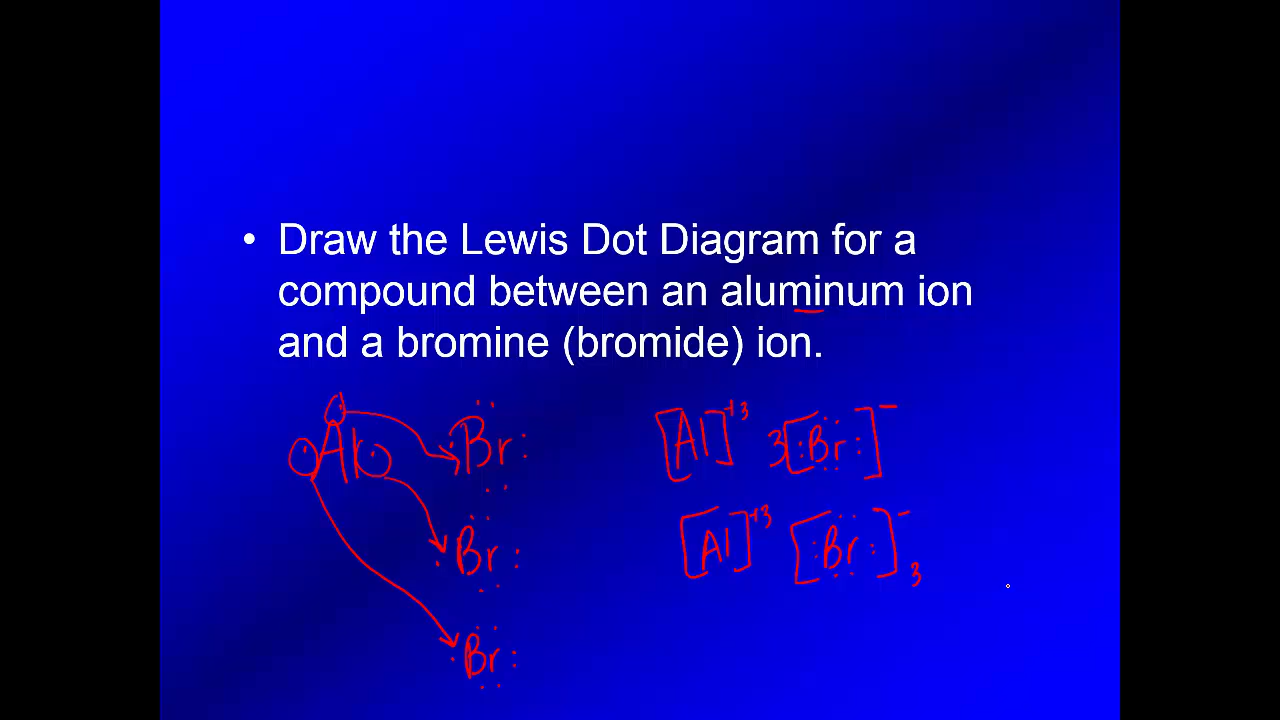 • Draw the Lewis Dot Diagram for a
compound between an aluminum ion
and a bromine (bromide) ion.
Al Br
Br
Br
[Al]+3 3[Br]-
[Al]+3 [Br]-3